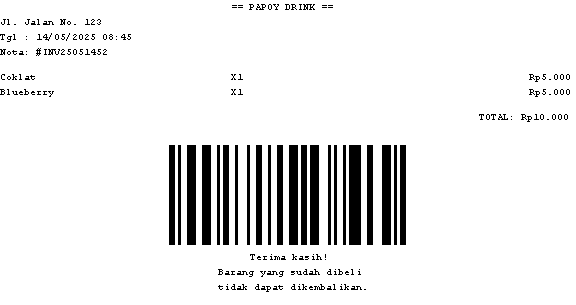 == PAPOY DRINK ==
Jl. Jalan No. 123
Tgl : 14/05/2025 08:45
Nota: #INV25051452
Coklat X1 Rp5.000
Blueberry X1 Rp5.000
TOTAL: Rp10.000
Terima kasih!
Barang yang sudah dibeli
tidak dapat dikembalikan.